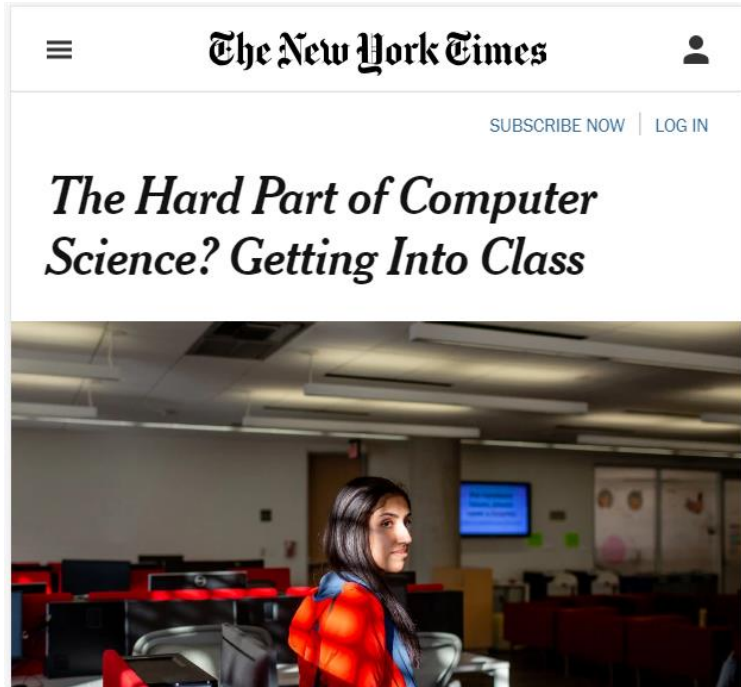 The New York Times
SUBSCRIBE NOW LOG IN
The Hard Part of Computer
Science? Getting Into Class